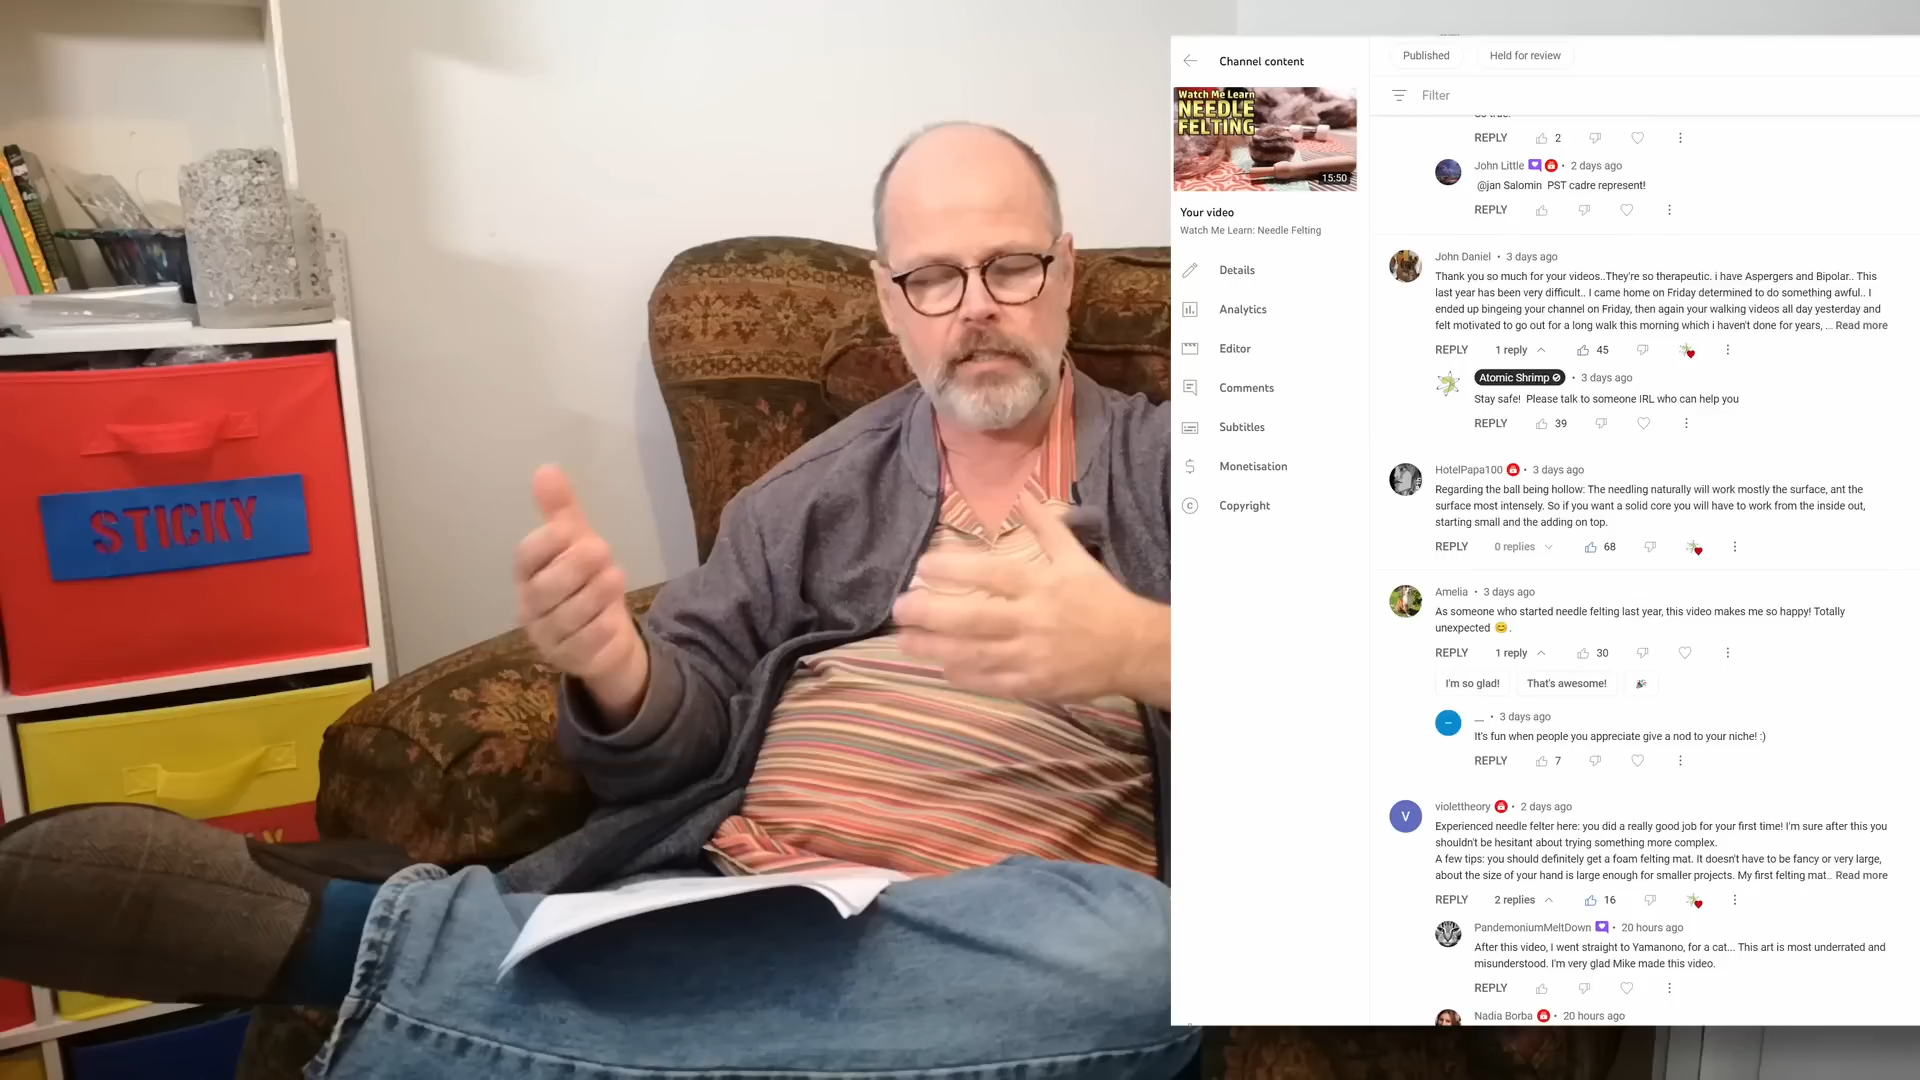 STICKY
Channel content
Watch Me Learn
NEEDLE
FELTING
15:50
Your video
Watch Me Learn: Needle Felting
Details
Analytics
Editor
Comments
Subtitles
Monetisation
Copyright
Published
Held for review
Filter
REPLY 2
John Little • 2 days ago
@jan Salomin PST cadre represent!
REPLY
John Daniel • 3 days ago
Thank you so much for your videos..They're so therapeutic. i have Aspergers and Bipolar.. This
last year has been very difficult.. I came home on Friday determined to do something awful.. I
ended up bingeing your channel on Friday, then again your walking videos all day yesterday and
felt motivated to go out for a long walk this morning which i haven't done for years, ... Read more
REPLY 1 reply 45
Atomic Shrimp • 3 days ago
Stay safe! Please talk to someone IRL who can help you
REPLY 39
HotelPapa100 • 3 days ago
Regarding the ball being hollow: The needling naturally will work mostly the surface, ant the
surface most intensely. So if you want a solid core you will have to work from the inside out,
starting small and the adding on top.
REPLY 0 replies 68
Amelia • 3 days ago
As someone who started needle felting last year, this video makes me so happy! Totally
unexpected 😊 .
REPLY 1 reply 30
I'm so glad! That's awesome! 🎉
__ • 3 days ago
It's fun when people you appreciate give a nod to your niche! :)
REPLY 7
V
violettheory • 2 days ago
Experienced needle felter here: you did a really good job for your first time! I'm sure after this you
shouldn't be hesitant about trying something more complex.
A few tips: you should definitely get a foam felting mat. It doesn't have to be fancy or very large,
about the size of your hand is large enough for smaller projects. My first felting mat... Read more
REPLY 2 replies 16
PandemoniumMeltDown • 20 hours ago
After this video, I went straight to Yamanono, for a cat... This art is most underrated and
misunderstood. I'm very glad Mike made this video.
REPLY
Nadia Borba • 20 hours ago